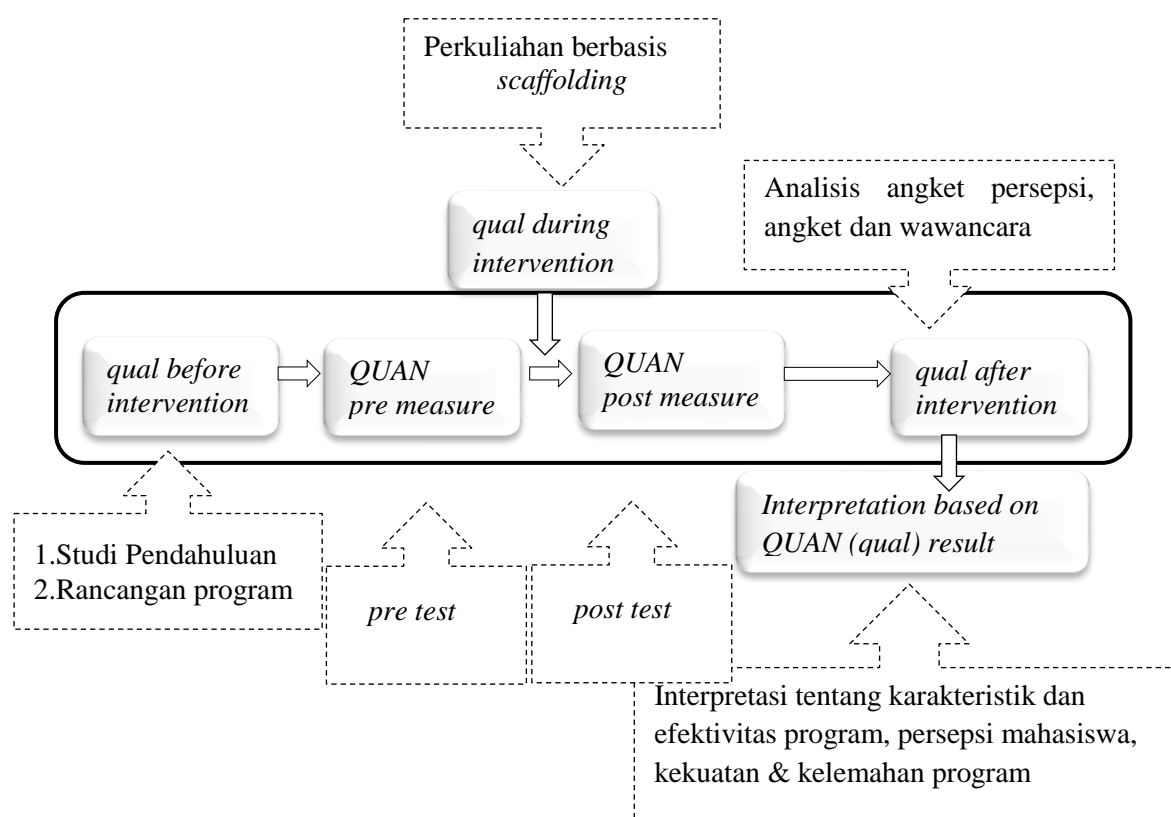 Perkuliahan berbasis
scaffolding
Analisis angket persepsi,
angket dan wawancara
qual during
intervention
qual before
intervention
QUAN
pre measure
QUAN
post measure
qual after
intervention
1.Studi Pendahuluan
2.Rancangan program
pre test
post test
Interpretation based on
QUAN (qual) result
Interpretasi tentang karakteristik dan
efektivitas program, persepsi mahasiswa,
kekuatan & kelemahan program